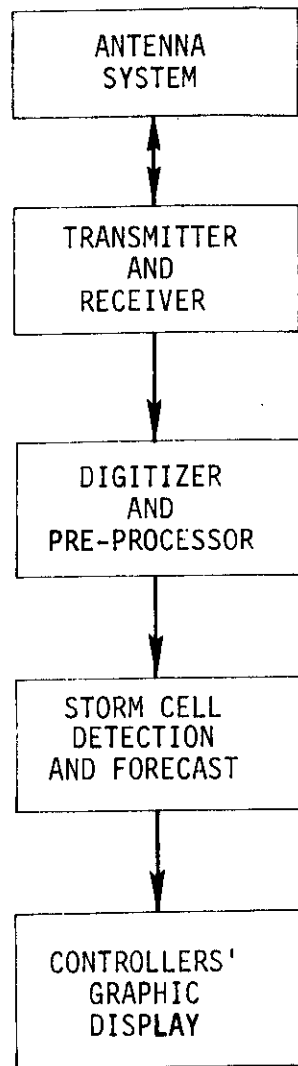 ANTENNA
SYSTEM
TRANSMITTER
AND
RECEIVER
DIGITIZER
AND
PRE-PROCESSOR
STORM CELL
DETECTION
AND FORECAST
CONTROLLERS'
GRAPHIC
DISPLAY